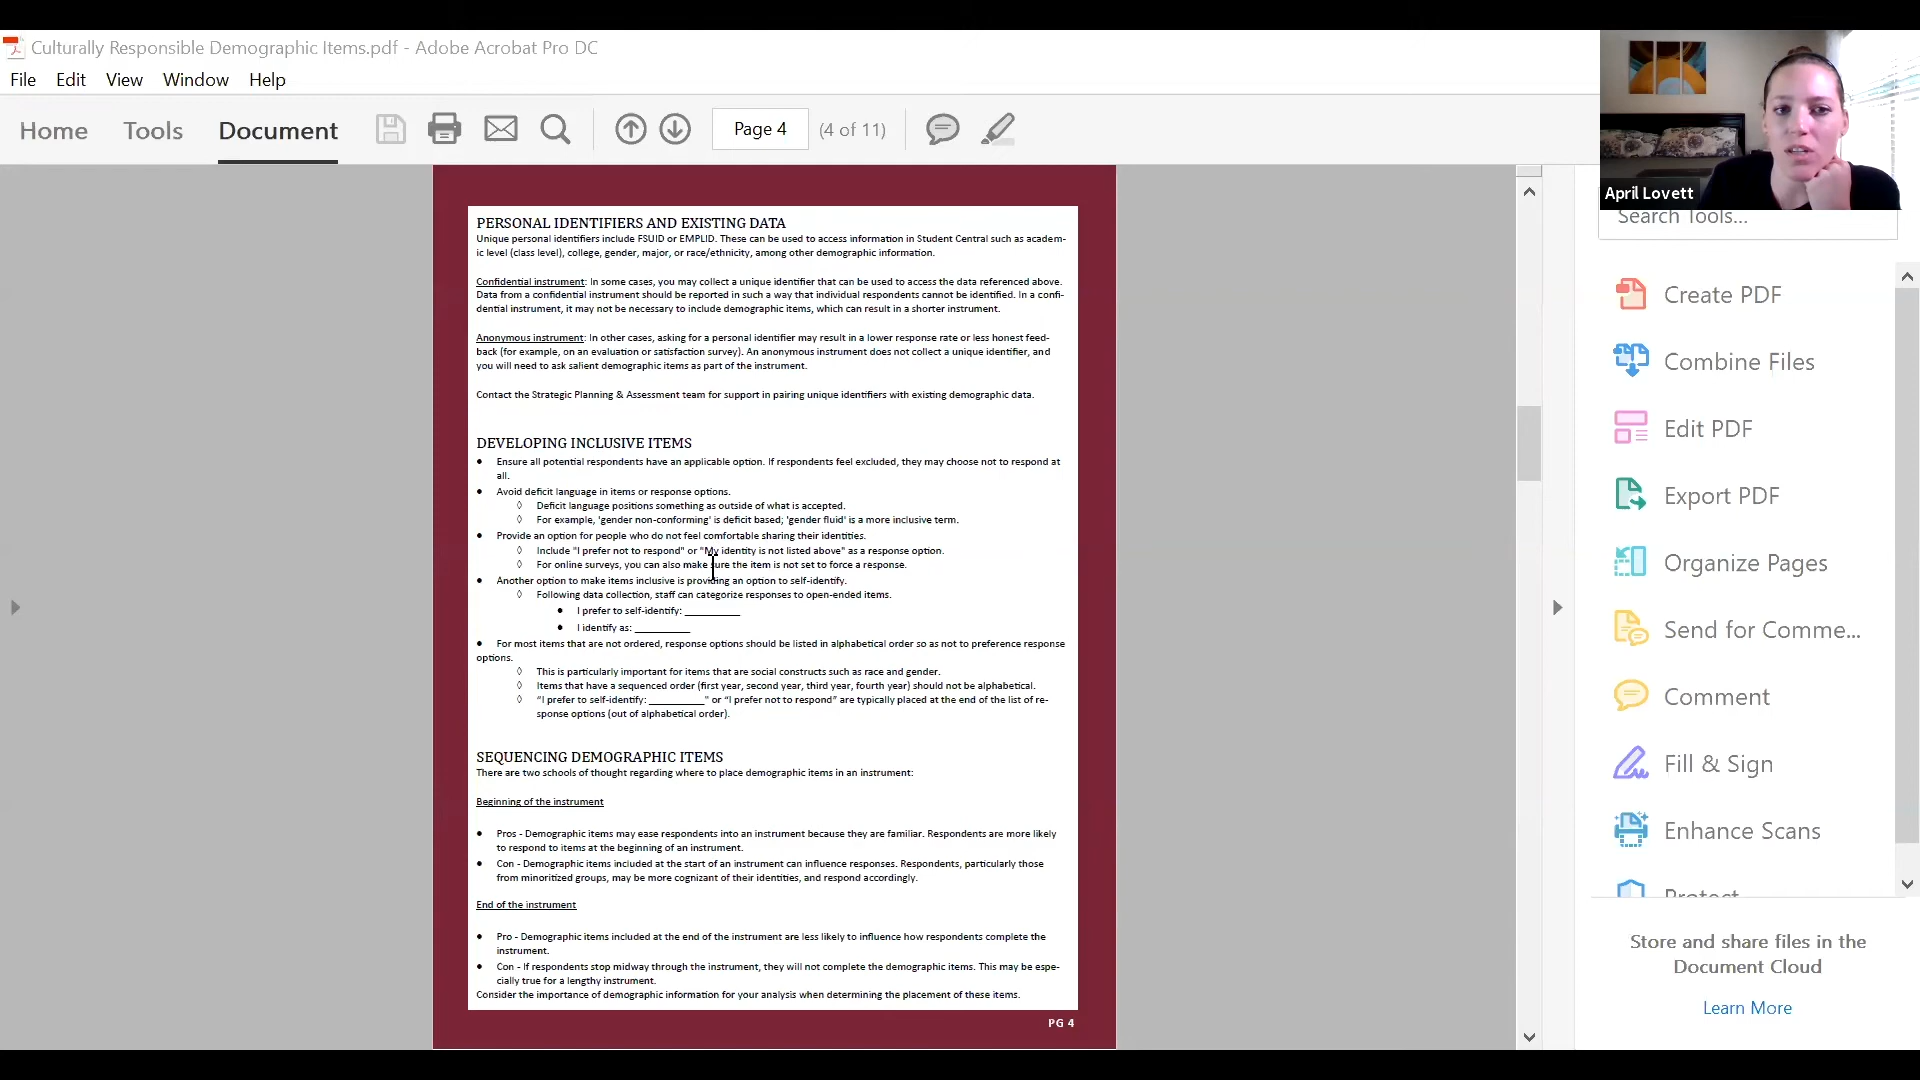 Culturally Responsible Demographic Items.pdf - Adobe Acrobat Pro DC
File Edit View Window Help
Home Tools Document Page 4 (4 of 11)
April Lovett
Search Tools...
PERSONAL IDENTIFIERS AND EXISTING DATA
Unique personal identifiers include FSUID or EMPLID. These can be used to access information in Student Central such as academ-
ic level (class level), college, gender, major, or race/ethnicity, among other demographic information.
Confidential instrument: In some cases, you may collect a unique identifier that can be used to access the data referenced above.
Data from a confidential instrument should be reported in such a way that individual respondents cannot be identified. In a confi-
dential instrument, it may not be necessary to include demographic items, which can result in a shorter instrument.
Anonymous instrument: In other cases, asking for a personal identifier may result in a lower response rate or less honest feed-
back (for example, on an evaluation or satisfaction survey). An anonymous instrument does not collect a unique identifier, and
you will need to ask salient demographic items as part of the instrument.
Contact the Strategic Planning & Assessment team for support in pairing unique identifiers with existing demographic data.
DEVELOPING INCLUSIVE ITEMS
• Ensure all potential respondents have an applicable option. If respondents feel excluded, they may choose not to respond at
all.
• Avoid deficit language in items or response options.
◊ Deficit language positions something as outside of what is accepted.
◊ For example, 'gender non-conforming' is deficit based; 'gender fluid' is a more inclusive term.
• Provide an option for people who do not feel comfortable sharing their identities.
◊ Include "I prefer not to respond" or "My identity is not listed above" as a response option.
◊ For online surveys, you can also make sure the item is not set to force a response.
• Another option to make items inclusive is providing an option to self-identify.
◊ Following data collection, staff can categorize responses to open-ended items.
• I prefer to self-identify: __________
• I identify as: __________
• For most items that are not ordered, response options should be listed in alphabetical order so as not to preference response
options.
◊ This is particularly important for items that are social constructs such as race and gender.
◊ Items that have a sequenced order (first year, second year, third year, fourth year) should not be alphabetical.
◊ “I prefer to self-identify: __________" or “I prefer not to respond” are typically placed at the end of the list of re-
sponse options (out of alphabetical order).
SEQUENCING DEMOGRAPHIC ITEMS
There are two schools of thought regarding where to place demographic items in an instrument:
Beginning of the instrument
• Pros - Demographic items may ease respondents into an instrument because they are familiar. Respondents are more likely
to respond to items at the beginning of an instrument.
• Con - Demographic items included at the start of an instrument can influence responses. Respondents, particularly those
from minoritized groups, may be more cognizant of their identities, and respond accordingly.
End of the instrument
• Pro - Demographic items included at the end of the instrument are less likely to influence how respondents complete the
instrument.
• Con - If respondents stop midway through the instrument, they will not complete the demographic items. This may be espe-
cially true for a lengthy instrument.
Consider the importance of demographic information for your analysis when determining the placement of these items.
PG 4
Create PDF
Combine Files
Edit PDF
Export PDF
Organize Pages
Send for Comme...
Comment
Fill & Sign
Enhance Scans
Protect
Store and share files in the
Document Cloud
Learn More